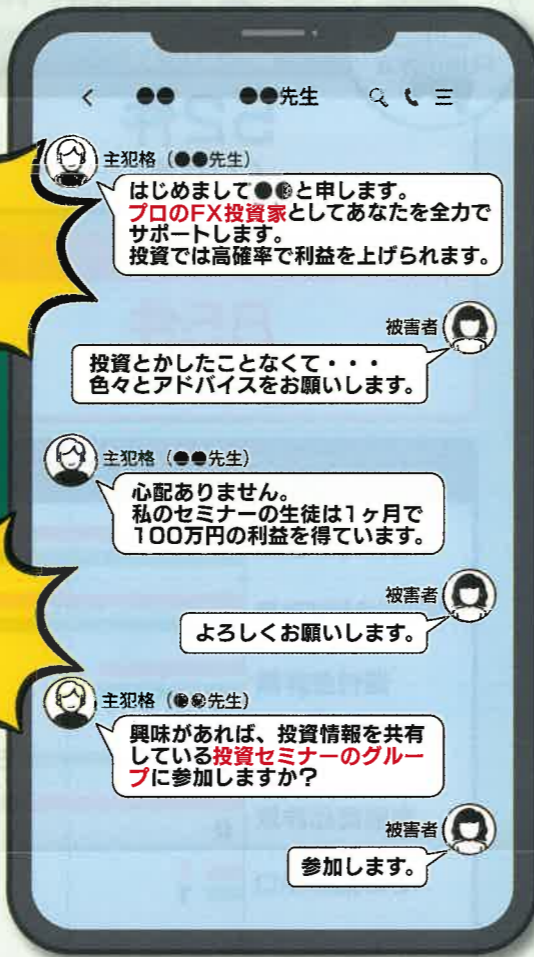 ●● ●●先生
主犯格（●●先生）
はじめまして●●と申します。
プロのFX投資家としてあなたを全力で
サポートします。
投資では高確率で利益を上げられます。
被害者
投資とかしたことなくて・・・
色々とアドバイスをお願いします。
主犯格（●●先生）
心配ありません。
私のセミナーの生徒は1ヶ月で
100万円の利益を得ています。
被害者
よろしくお願いします。
主犯格（●●先生）
興味があれば、投資情報を共有
している投資セミナーのグルー
プに参加しますか？
被害者
参加します。